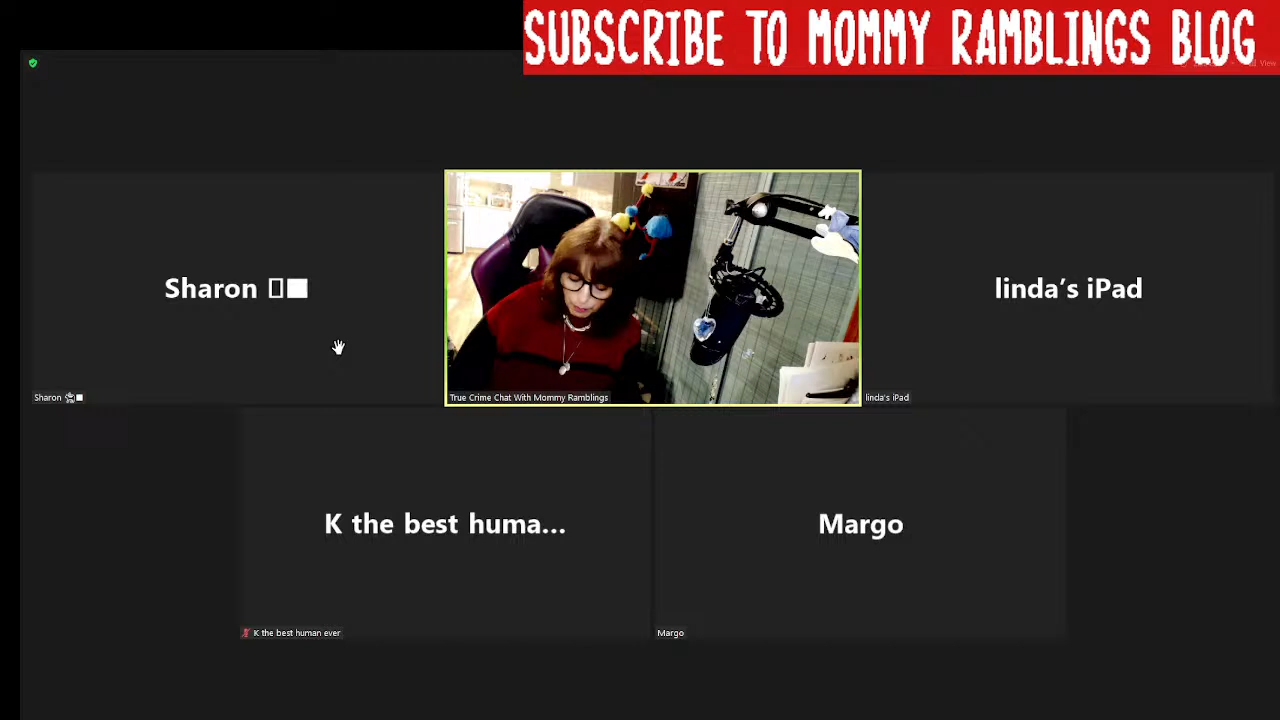 SUBSCRIBE TO MOMMY RAMBLINGS BLOG
View
Sharon
linda's iPad
Sharon
True Crime Chat With Mommy Ramblings
linda's iPad
K the best huma...
Margo
K the best human ever
Margo